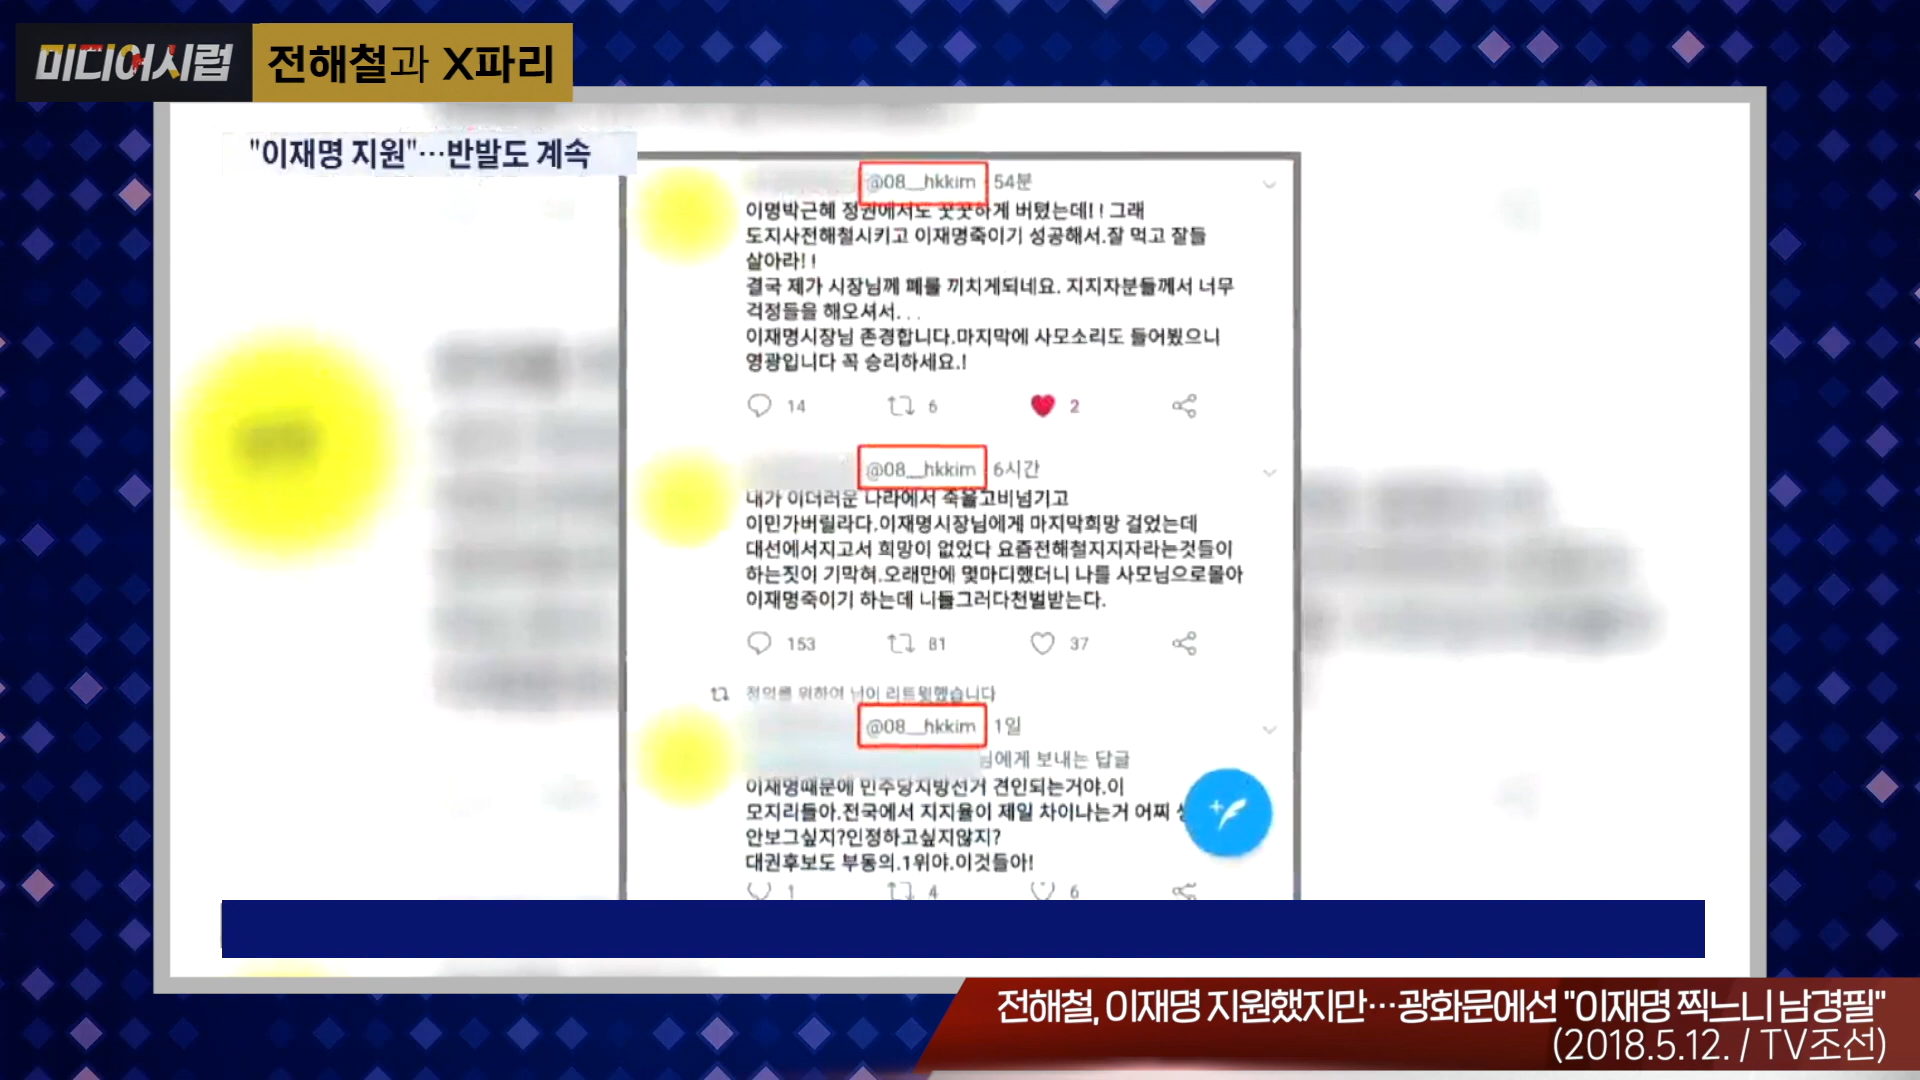 미디어시럽
전해철과 X파리
"이재명 지원"…반발도 계속
@08__hkkim 54분
이명박근혜 정권에서도 꿋꿋하게 버텼는데!! 그래
도지사전해철시키고 이재명죽이기 성공해서.잘 먹고 잘들
살아라!!
결국 제가 시장님께 폐를 끼치게되네요. 지지자분들께서 너무
걱정들을 해오셔서. . .
이재명시장님 존경합니다.마지막에 사모소리도 들어봤으니
영광입니다 꼭 승리하세요.!
14 6 2
@08__hkkim 6시간
내가 이더러운 나라에서 죽을고비넘기고
이민가버릴라다.이재명시장님에게 마지막희망 걸었는데
대선에서지고서 희망이 없었다 요즘전해철지지자라는것들이
하는짓이 기막혀.오래만에 몇마디했더니 나를 사모님으로몰아
이재명죽이기 하는데 니들그러다천벌받는다.
153 81 37
정의를 위하여 님이 리트윗했습니다
@08__hkkim 1일
님에게 보내는 답글
이재명때문에 민주당지방선거 견인되는거야.이
모지리들아.전국에서 지지율이 제일 차이나는거 어찌
안보그싶지?인정하고싶지않지?
대권후보도 부동의.1위야.이것들아!
1 4 6
전해철, 이재명 지원했지만…광화문에선 "이재명 찍느니 남경필"
(2018.5.12. / TV조선)